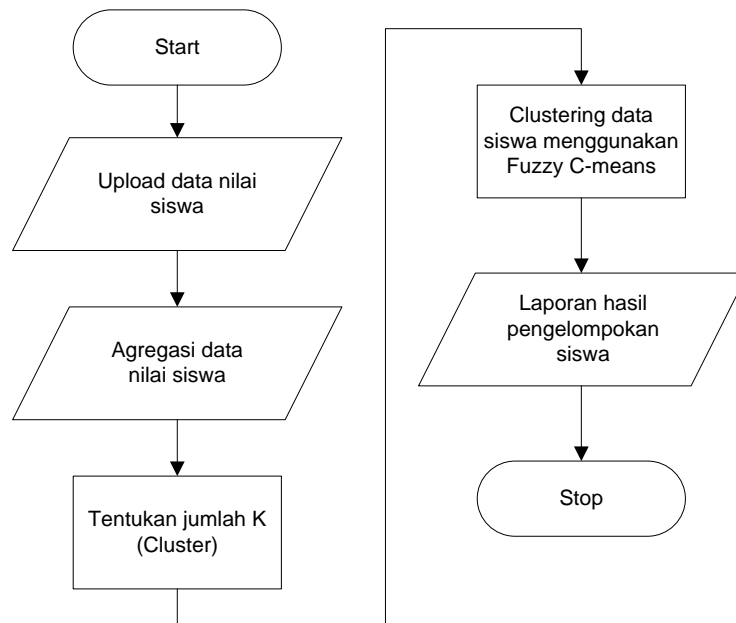 Start
Upload data nilai
siswa
Agregasi data
nilai siswa
Tentukan jumlah K
(Cluster)
Clustering data
siswa menggunakan
Fuzzy C-means
Laporan hasil
pengelompokan
siswa
Stop